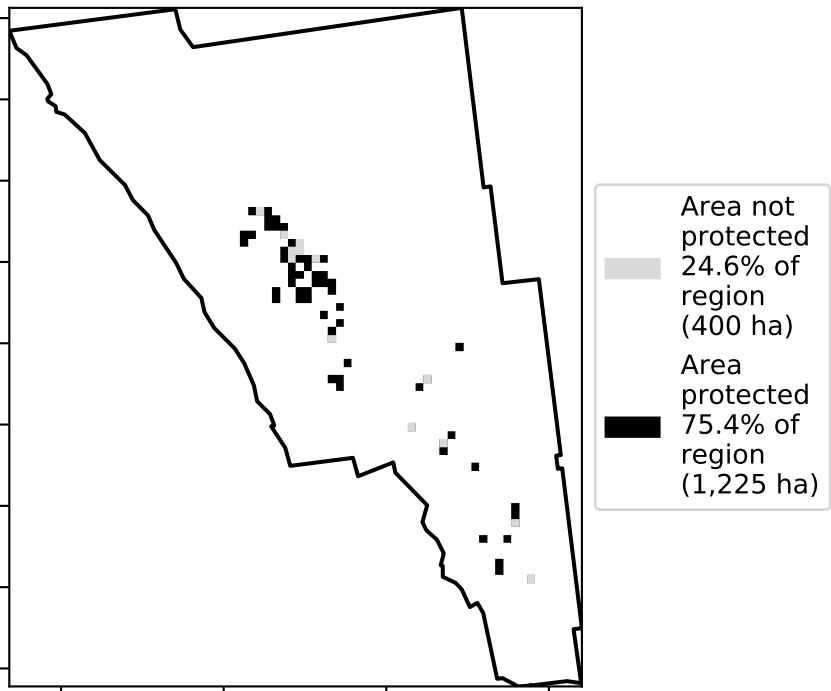 Area not
protected
24.6% of
region
(400 ha)
Area
protected
75.4% of
region
(1,225 ha)